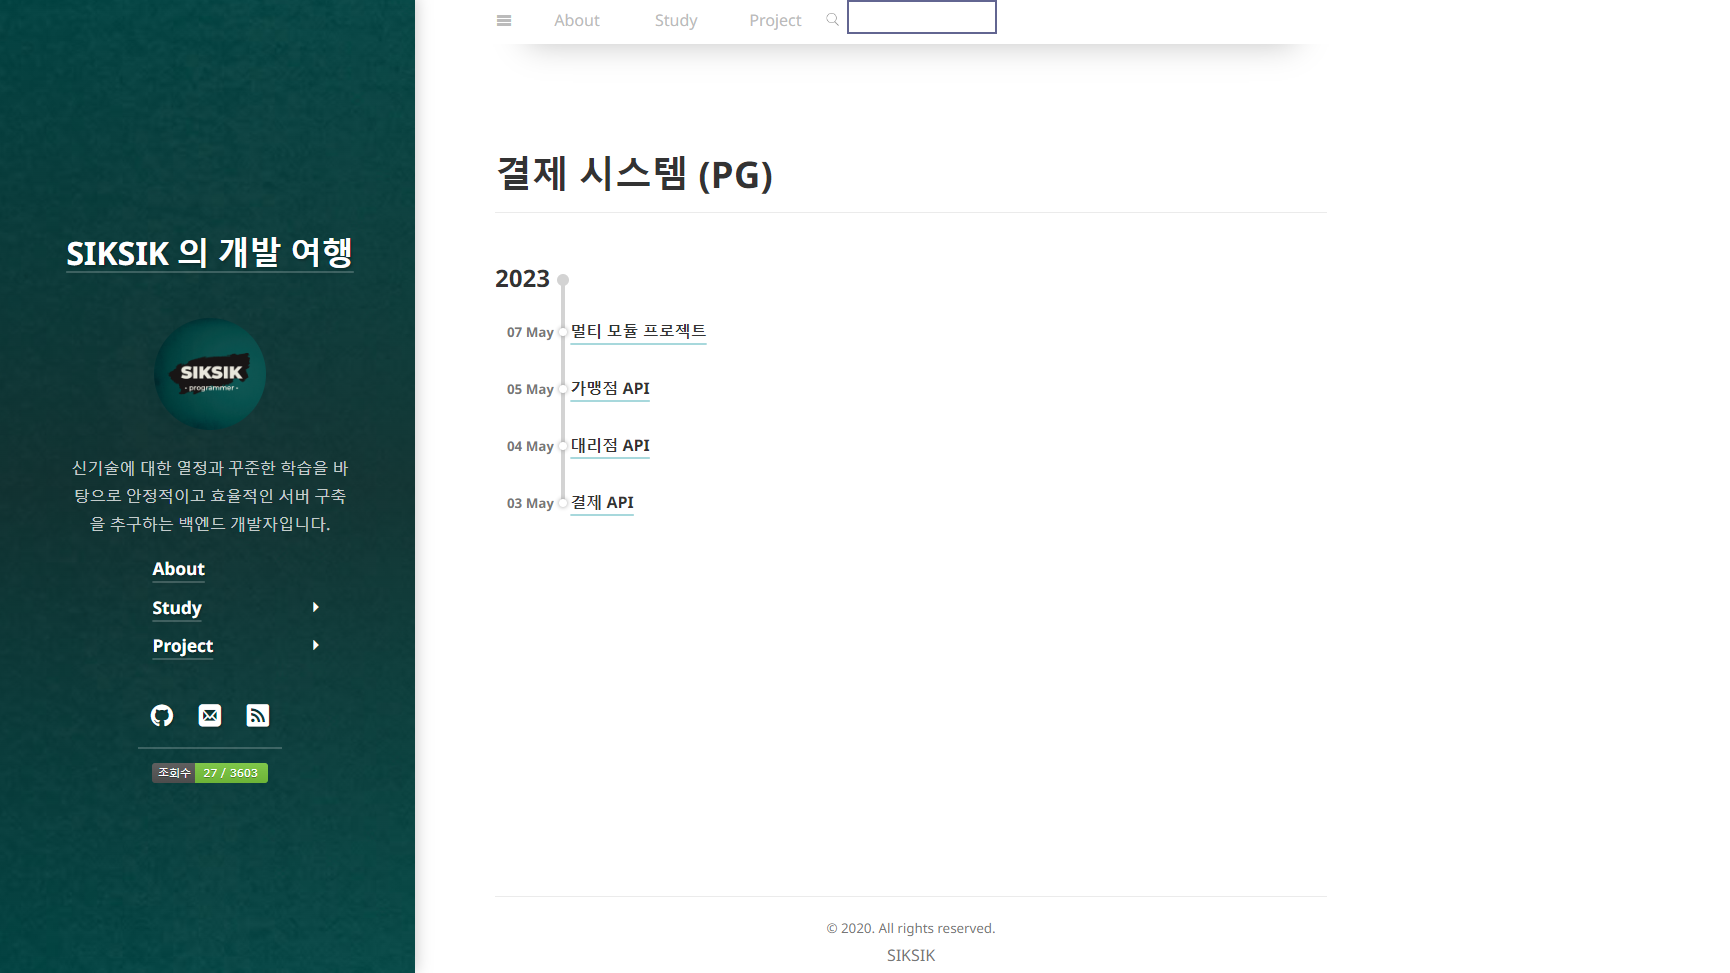 SIKSIK 의 개발 여행
SIKSIK
• programmer •
신기술에 대한 열정과 꾸준한 학습을 바
탕으로 안정적이고 효율적인 서버 구축
을 추구하는 백엔드 개발자입니다.
About
Study
Project
조회수 27 / 3603
About Study Project
결제 시스템 (PG)
2023
07 May 멀티 모듈 프로젝트
05 May 가맹점 API
04 May 대리점 API
03 May 결제 API
© 2020. All rights reserved.
SIKSIK